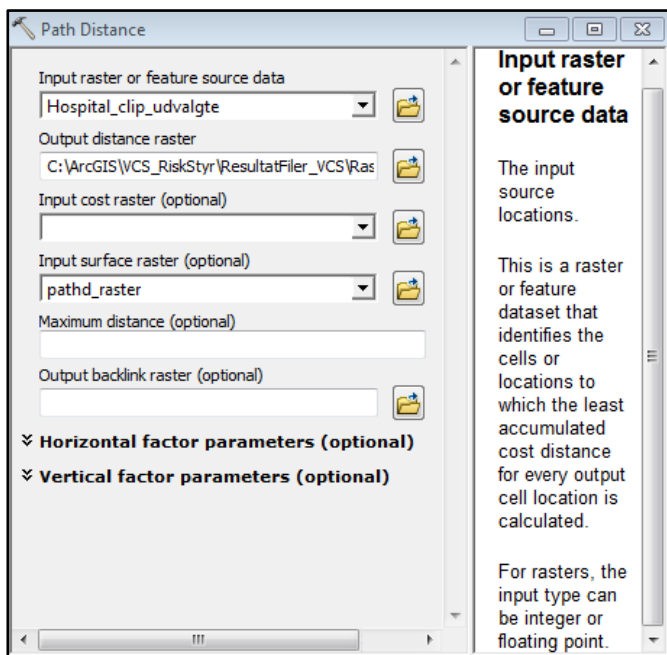 Path Distance
Input raster or feature source data
Hospital_clip_udvalgte
Output distance raster
C:\ArcGIS\VCS_RiskStyr\ResultatFiler_VCS\Ras
Input cost raster (optional)
Input surface raster (optional)
pathd_raster
Maximum distance (optional)
Output backlink raster (optional)
Horizontal factor parameters (optional)
Vertical factor parameters (optional)
Input raster
or feature
source data
The input
source
locations.
This is a raster
or feature
dataset that
identifies the
cells or
locations to
which the least
accumulated
cost distance
for every output
cell location is
calculated.
For rasters, the
input type can
be integer or
floating point.